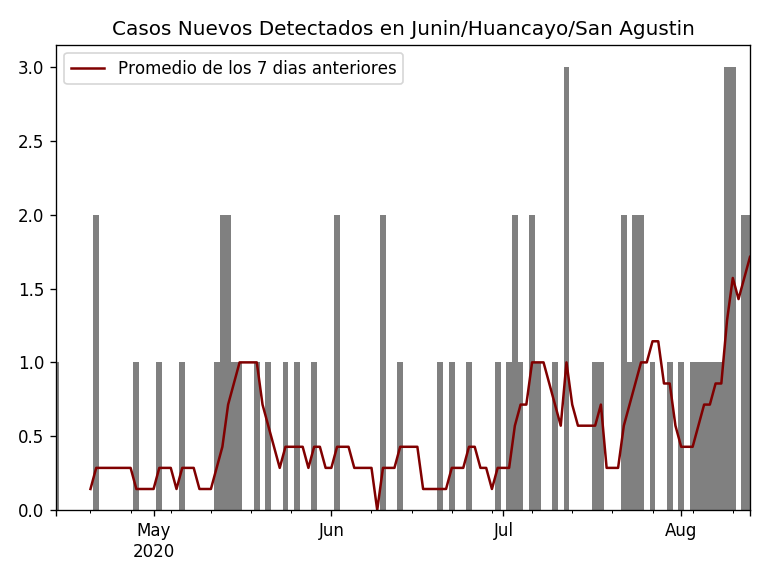 Casos Nuevos Detectados en Junin/Huancayo/San Agustin
Promedio de los 7 dias anteriores
3.0
2.5
2.0
1.5
1.0
0.5
0.0
May
2020
Jun
Jul
Aug